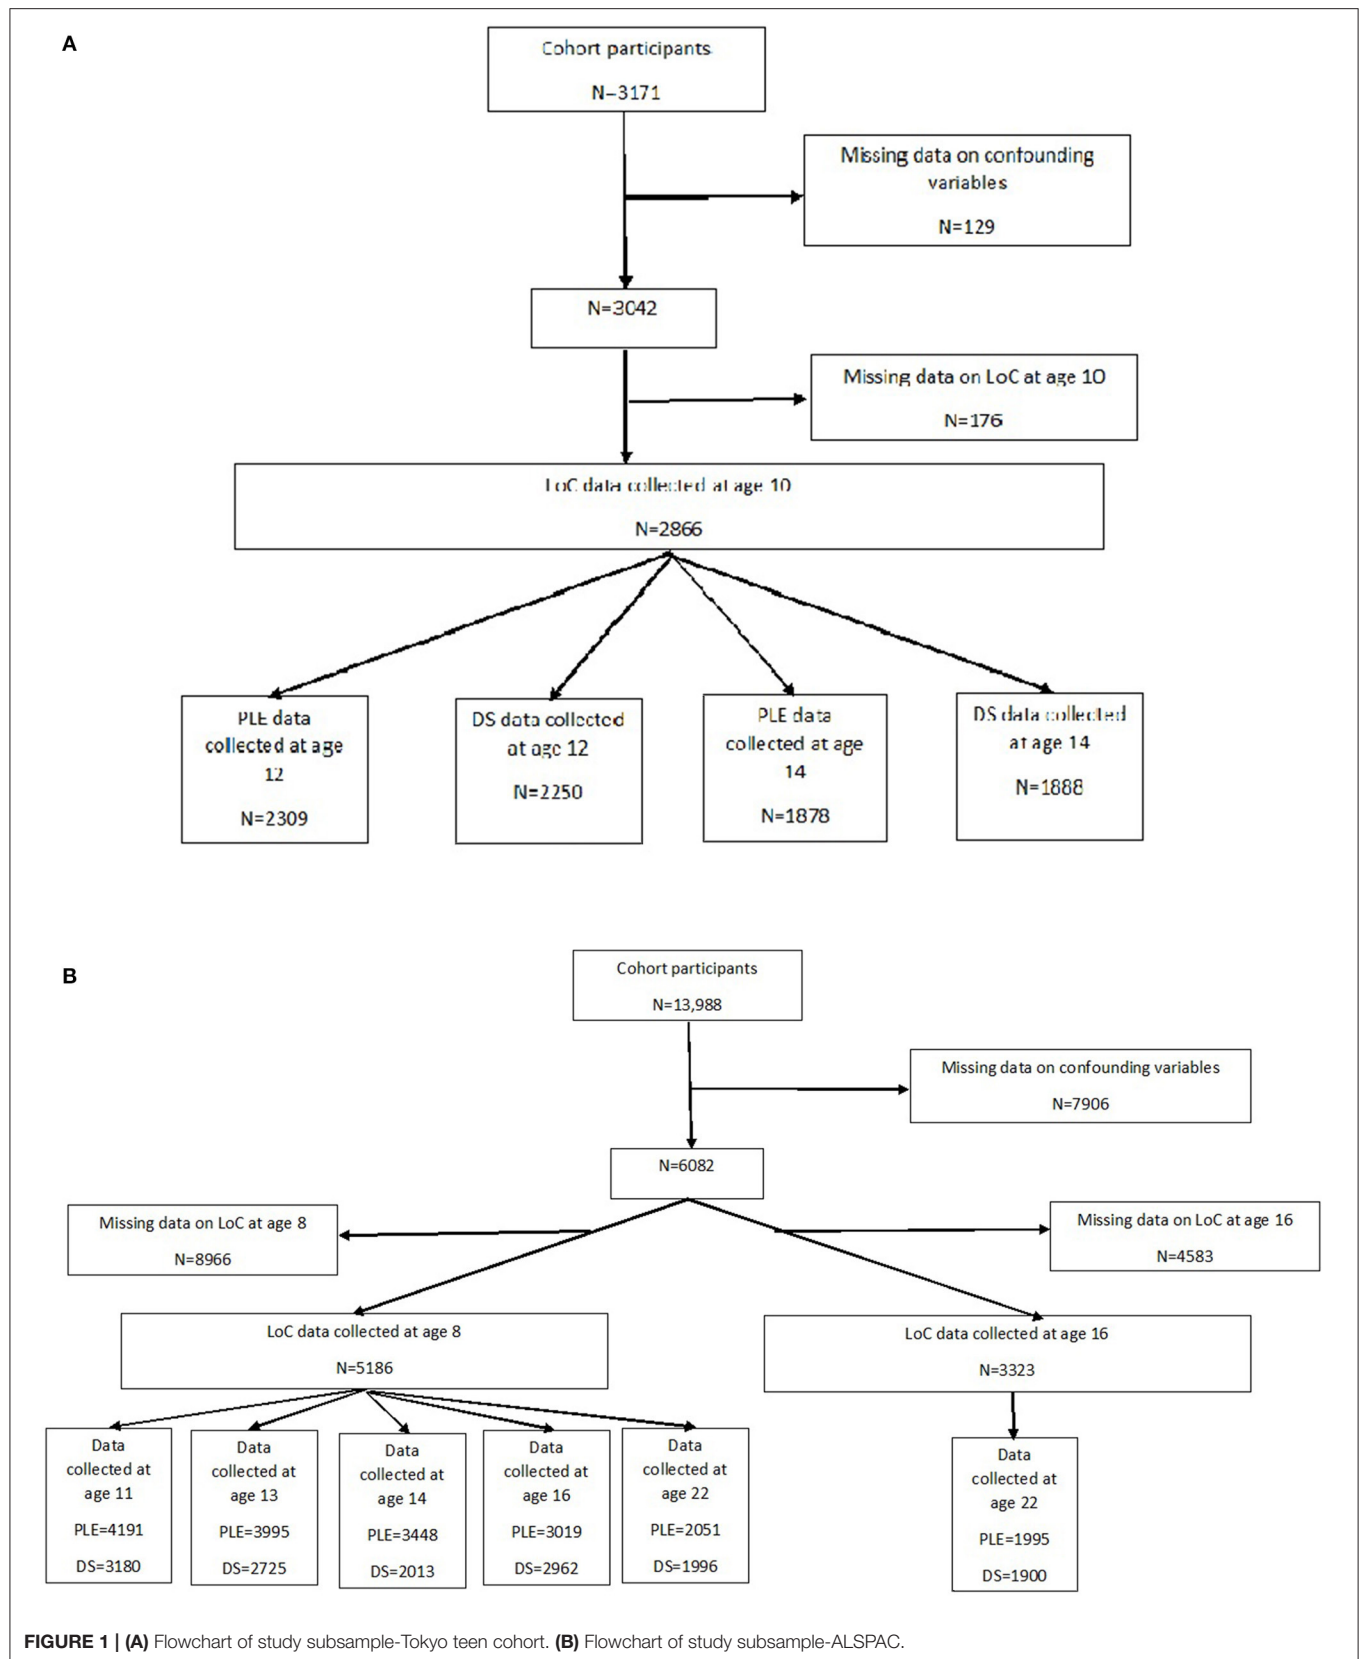 A
Cohort participants
N=3171
Missing data on confounding
variables
N=129
N=3042
Missing data on LoC at age 10
N=176
LoC data collected at age 10
N=2866
PLE data
collected at age
12
N=2309
DS data collected
at age 12
N=2250
PLE data
collected at age
14
N=1878
DS data collected
at age 14
N=1888
B
Cohort participants
N=13,988
Missing data on confounding variables
N=7906
N=6082
Missing data on LoC at age 8
N=8966
Missing data on LoC at age 16
N=4583
LoC data collected at age 8
N=5186
LoC data collected at age 16
N=3323
Data
collected at
age 11
PLE=4191
DS=3180
Data
collected at
age 13
PLE=3995
DS=2725
Data
collected at
age 14
PLE=3448
DS=2013
Data
collected at
age 16
PLE=3019
DS=2962
Data
collected at
age 22
PLE=2051
DS=1996
Data
collected at
age 22
PLE=1995
DS=1900
FIGURE 1 | (A) Flowchart of study subsample-Tokyo teen cohort. (B) Flowchart of study subsample-ALSPAC.